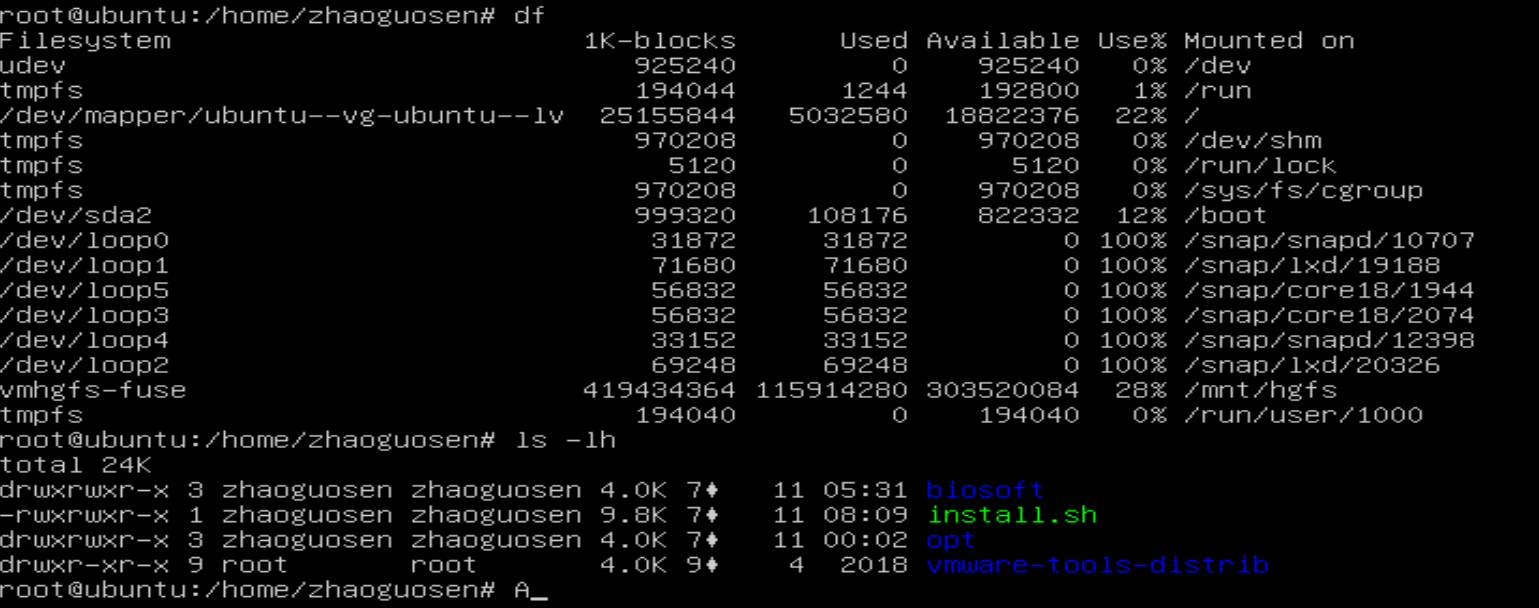 root@ubuntu:/home/zhaoguosen# df
Filesystem                        1K-blocks      Used Available Use% Mounted on
udev                                 925240         0    925240   0% /dev
tmpfs                                194044      1244    192800   1% /run
/dev/mapper/ubuntu--vg-ubuntu--lv  25155844   5032580  18822376  22% /
tmpfs                                970208         0    970208   0% /dev/shm
tmpfs                                  5120         0      5120   0% /run/lock
tmpfs                                970208         0    970208   0% /sys/fs/cgroup
/dev/sda2                            999320    108176    822332  12% /boot
/dev/loop0                            31872     31872         0 100% /snap/snapd/10707
/dev/loop1                            71680     71680         0 100% /snap/lxd/19188
/dev/loop5                            56832     56832         0 100% /snap/core18/1944
/dev/loop3                            56832     56832         0 100% /snap/core18/2074
/dev/loop4                            33152     33152         0 100% /snap/snapd/12398
/dev/loop2                            69248     69248         0 100% /snap/lxd/20326
vmhgfs-fuse                       419434364 115914280 303520084  28% /mnt/hgfs
tmpfs                                194040         0    194040   0% /run/user/1000
root@ubuntu:/home/zhaoguosen# ls -lh
total 24K
drwxrwxr-x 3 zhaoguosen zhaoguosen 4.0K 7♦   11 05:31 biosoft
-rwxrwxr-x 1 zhaoguosen zhaoguosen 9.8K 7♦   11 08:09 install.sh
drwxrwxr-x 3 zhaoguosen zhaoguosen 4.0K 7♦   11 00:02 opt
drwxr-xr-x 9 root       root       4.0K 9♦    4  2018 vmware-tools-distrib
root@ubuntu:/home/zhaoguosen# A_